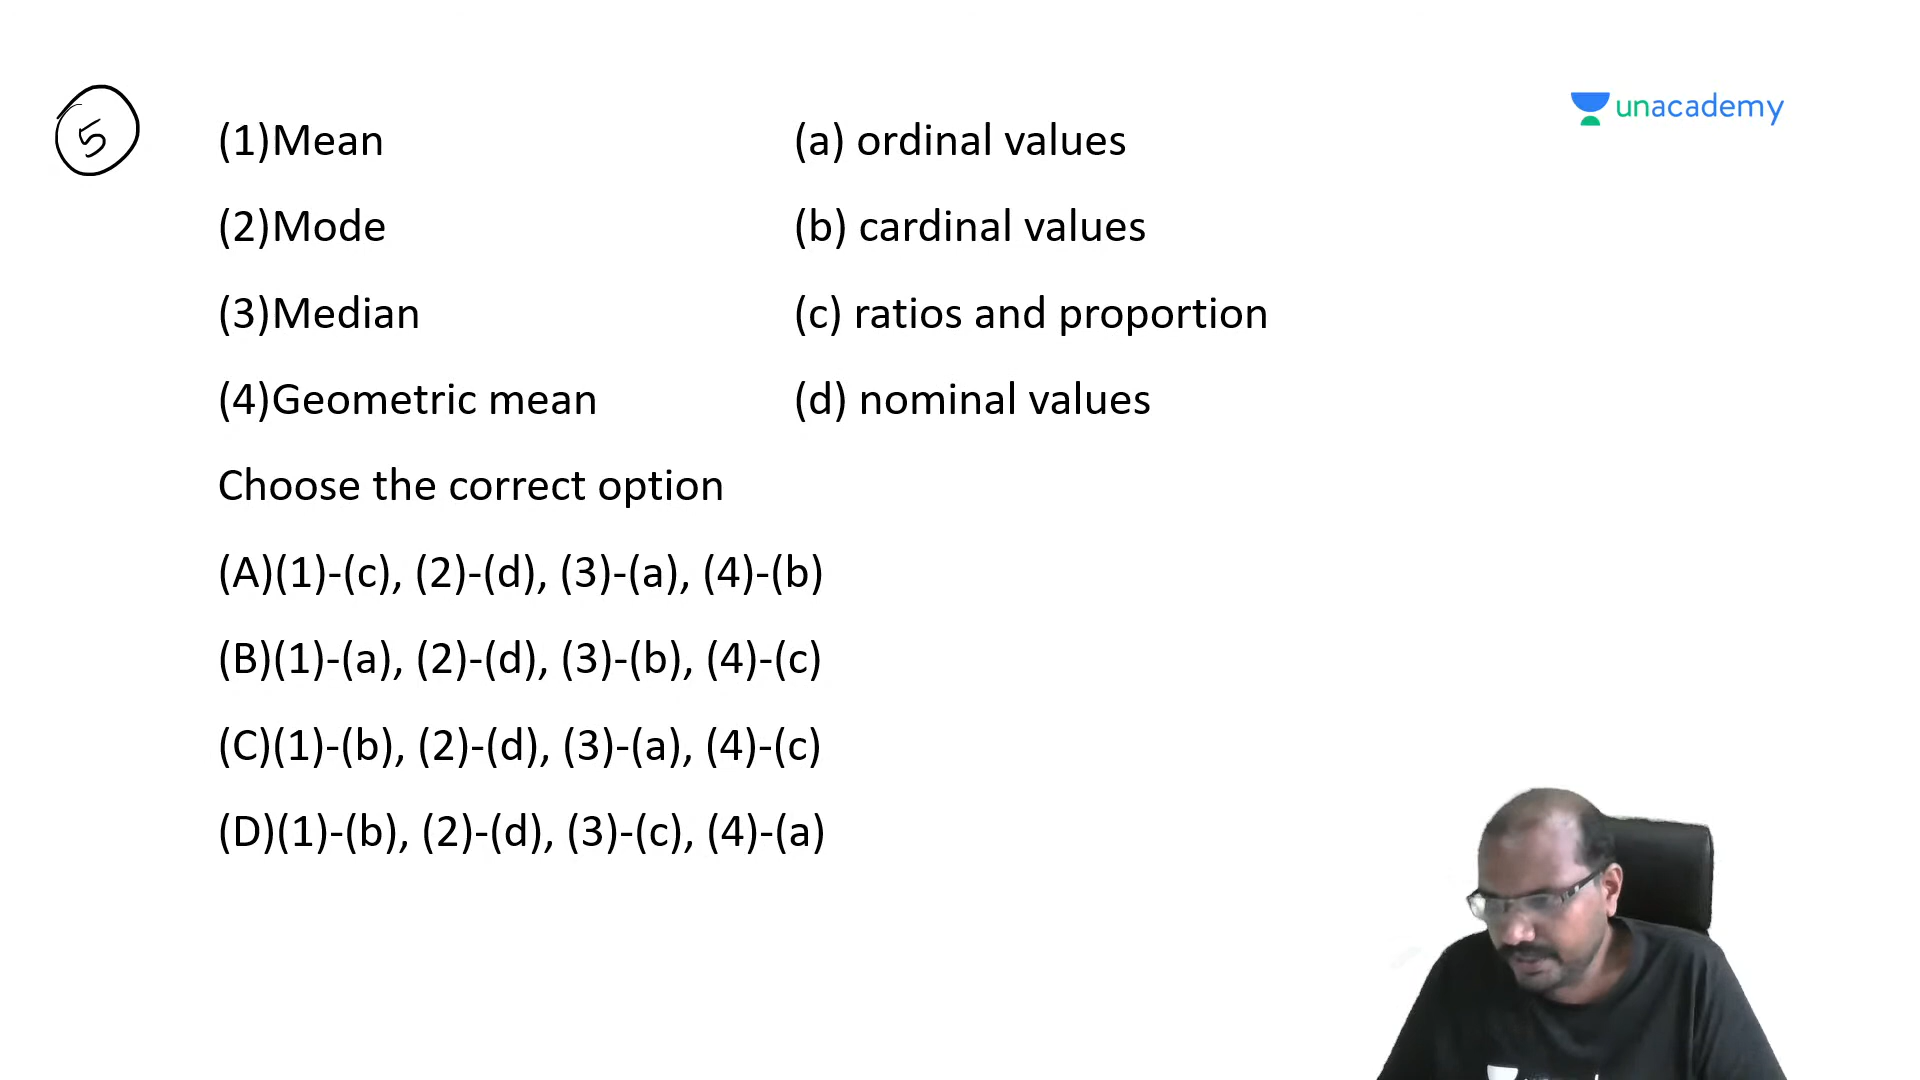 5
unacademy
(1)Mean (a) ordinal values
(2)Mode (b) cardinal values
(3)Median (c) ratios and proportion
(4)Geometric mean (d) nominal values
Choose the correct option
(A)(1)-(c), (2)-(d), (3)-(a), (4)-(b)
(B)(1)-(a), (2)-(d), (3)-(b), (4)-(c)
(C)(1)-(b), (2)-(d), (3)-(a), (4)-(c)
(D)(1)-(b), (2)-(d), (3)-(c), (4)-(a)